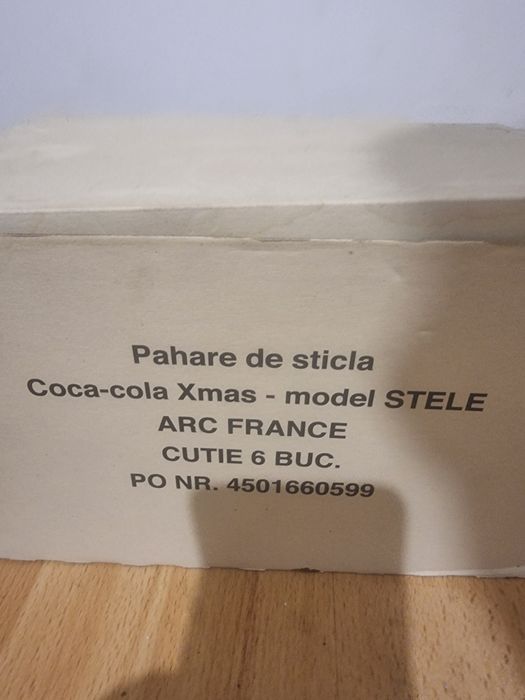 Pahare de sticla
Coca-cola Xmas - model STELE
ARC FRANCE
CUTIE 6 BUC.
PO NR. 4501660599